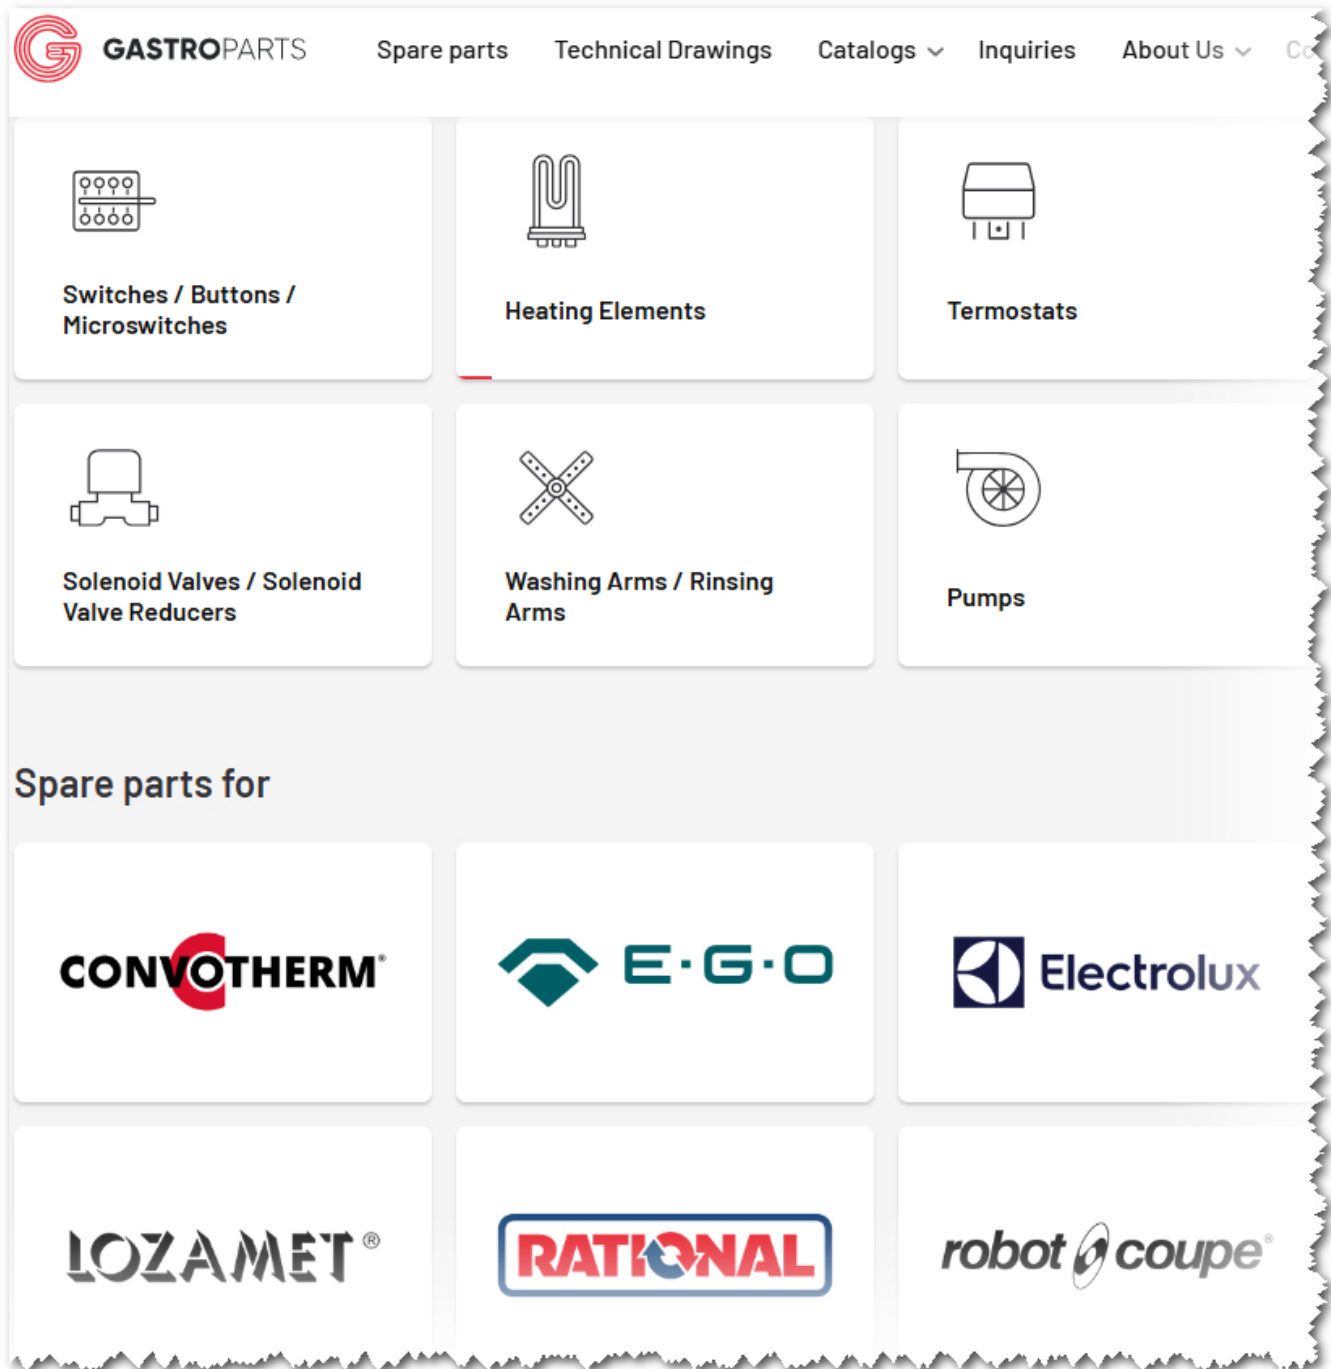 GASTROPARTS Spare parts Technical Drawings Catalogs Inquiries About Us
Switches / Buttons /
Microswitches
Heating Elements
Termostats
Solenoid Valves / Solenoid
Valve Reducers
Washing Arms / Rinsing
Arms
Pumps
Spare parts for
CONVOTHERM®
E·G·O
Electrolux
LOZAMET®
RATIONAL
robot coupe®